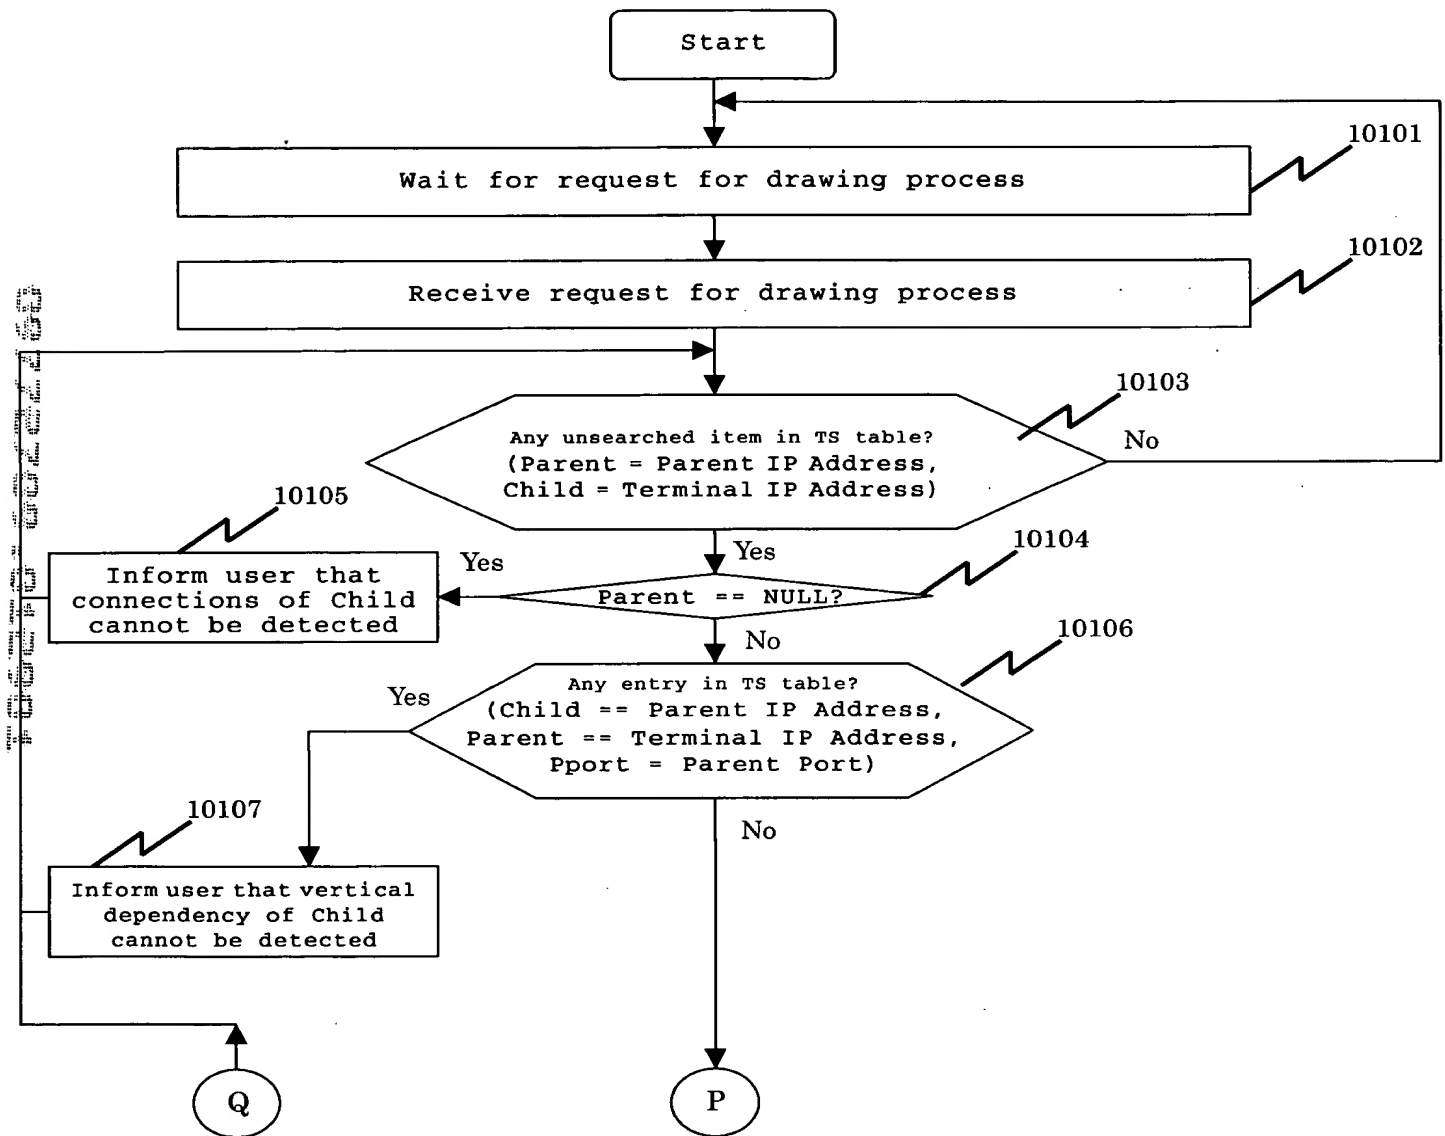 Start
10101
Wait for request for drawing process
10102
Receive request for drawing process
10103
Any unsearched item in TS table?
(Parent = Parent IP Address,
Child = Terminal IP Address)
No
10105
Yes
10104
Inform user that
connections of Child
cannot be detected
Yes
Parent == NULL?
No
10106
Any entry in TS table?
(Child == Parent IP Address,
Parent == Terminal IP Address,
Pport = Parent Port)
Yes
No
10107
Inform user that vertical
dependency of Child
cannot be detected
Q
P